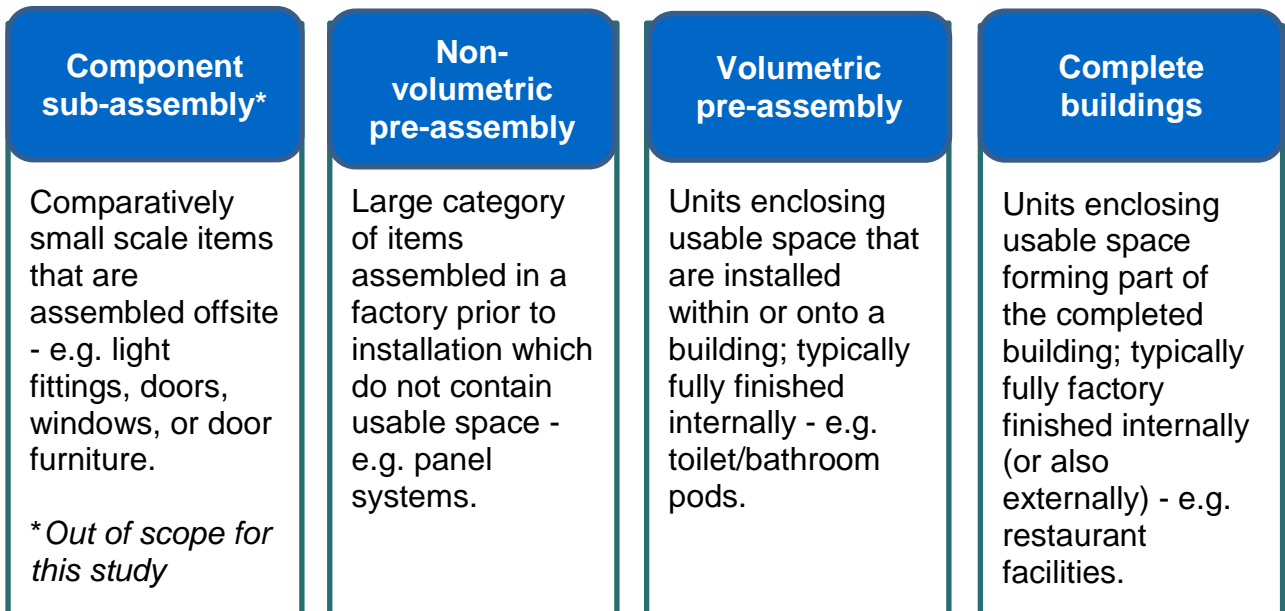 Component
sub-assembly*
Comparatively
small scale items
that are
assembled offsite
- e.g. light
fittings, doors,
windows, or door
furniture.
*Out of scope for
this study
Non-
volumetric
pre-assembly
Large category
of items
assembled in a
factory prior to
installation which
do not contain
usable space -
e.g. panel
systems.
Volumetric
pre-assembly
Units enclosing
usable space that
are installed
within or onto a
building; typically
fully finished
internally - e.g.
toilet/bathroom
pods.
Complete
buildings
Units enclosing
usable space
forming part of
the completed
building; typically
fully factory
finished internally
(or also
externally) - e.g.
restaurant
facilities.